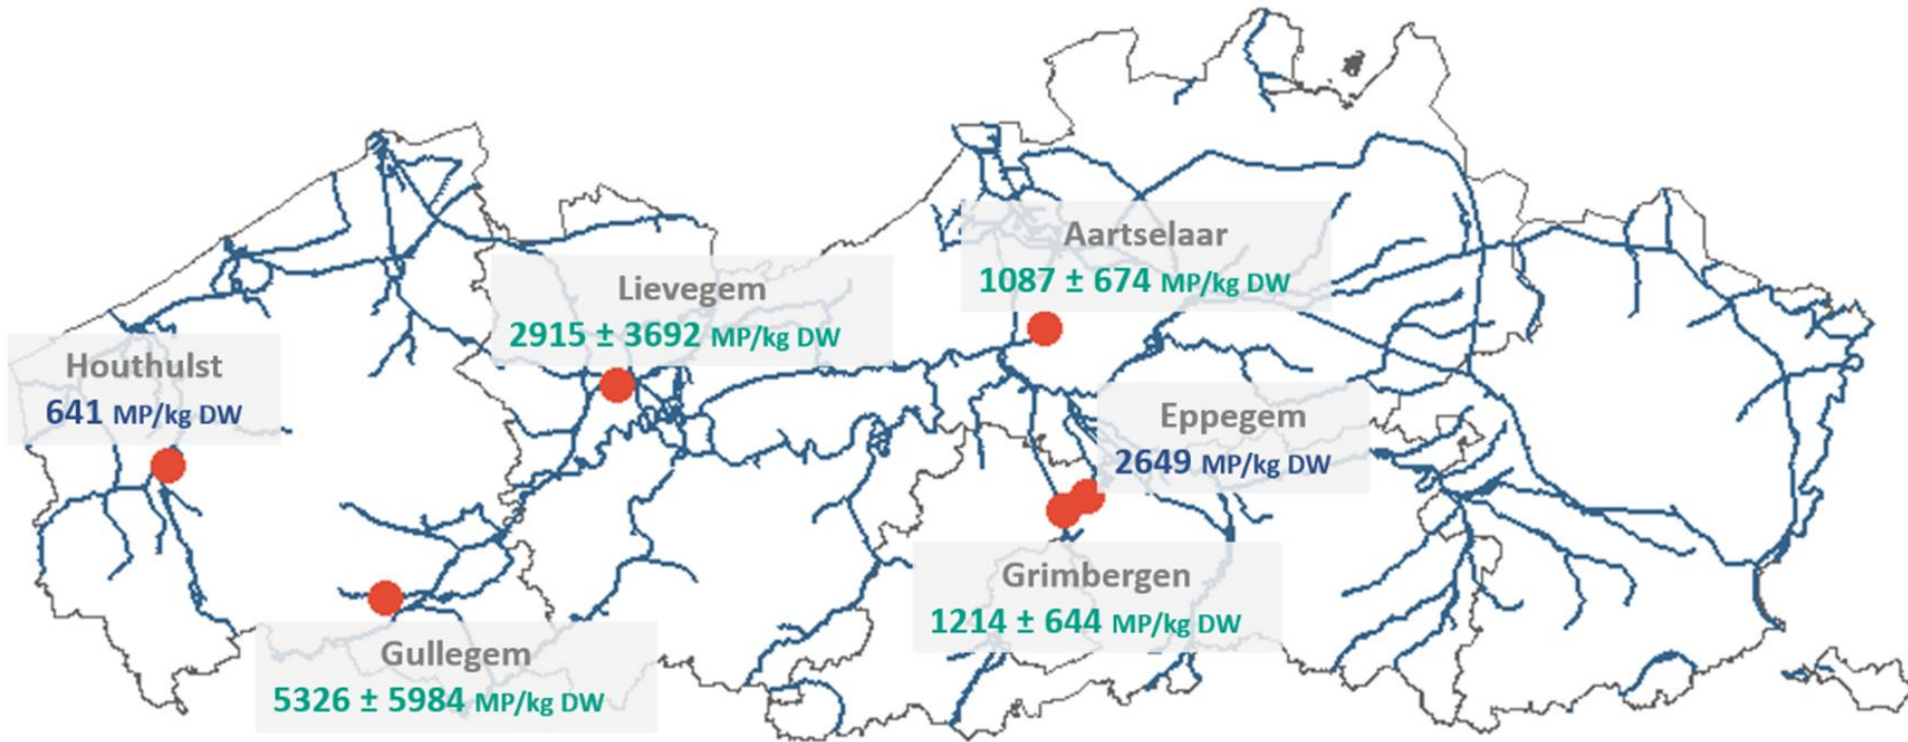 Aartselaar
1087 ± 674 MP/kg DW
Lievegem
2915 ± 3692 MP/kg DW
Houthulst
641 MP/kg DW
Eppegem
2649 MP/kg DW
Grimbergen
1214 ± 644 MP/kg DW
Gullegem
5326 ± 5984 MP/kg DW